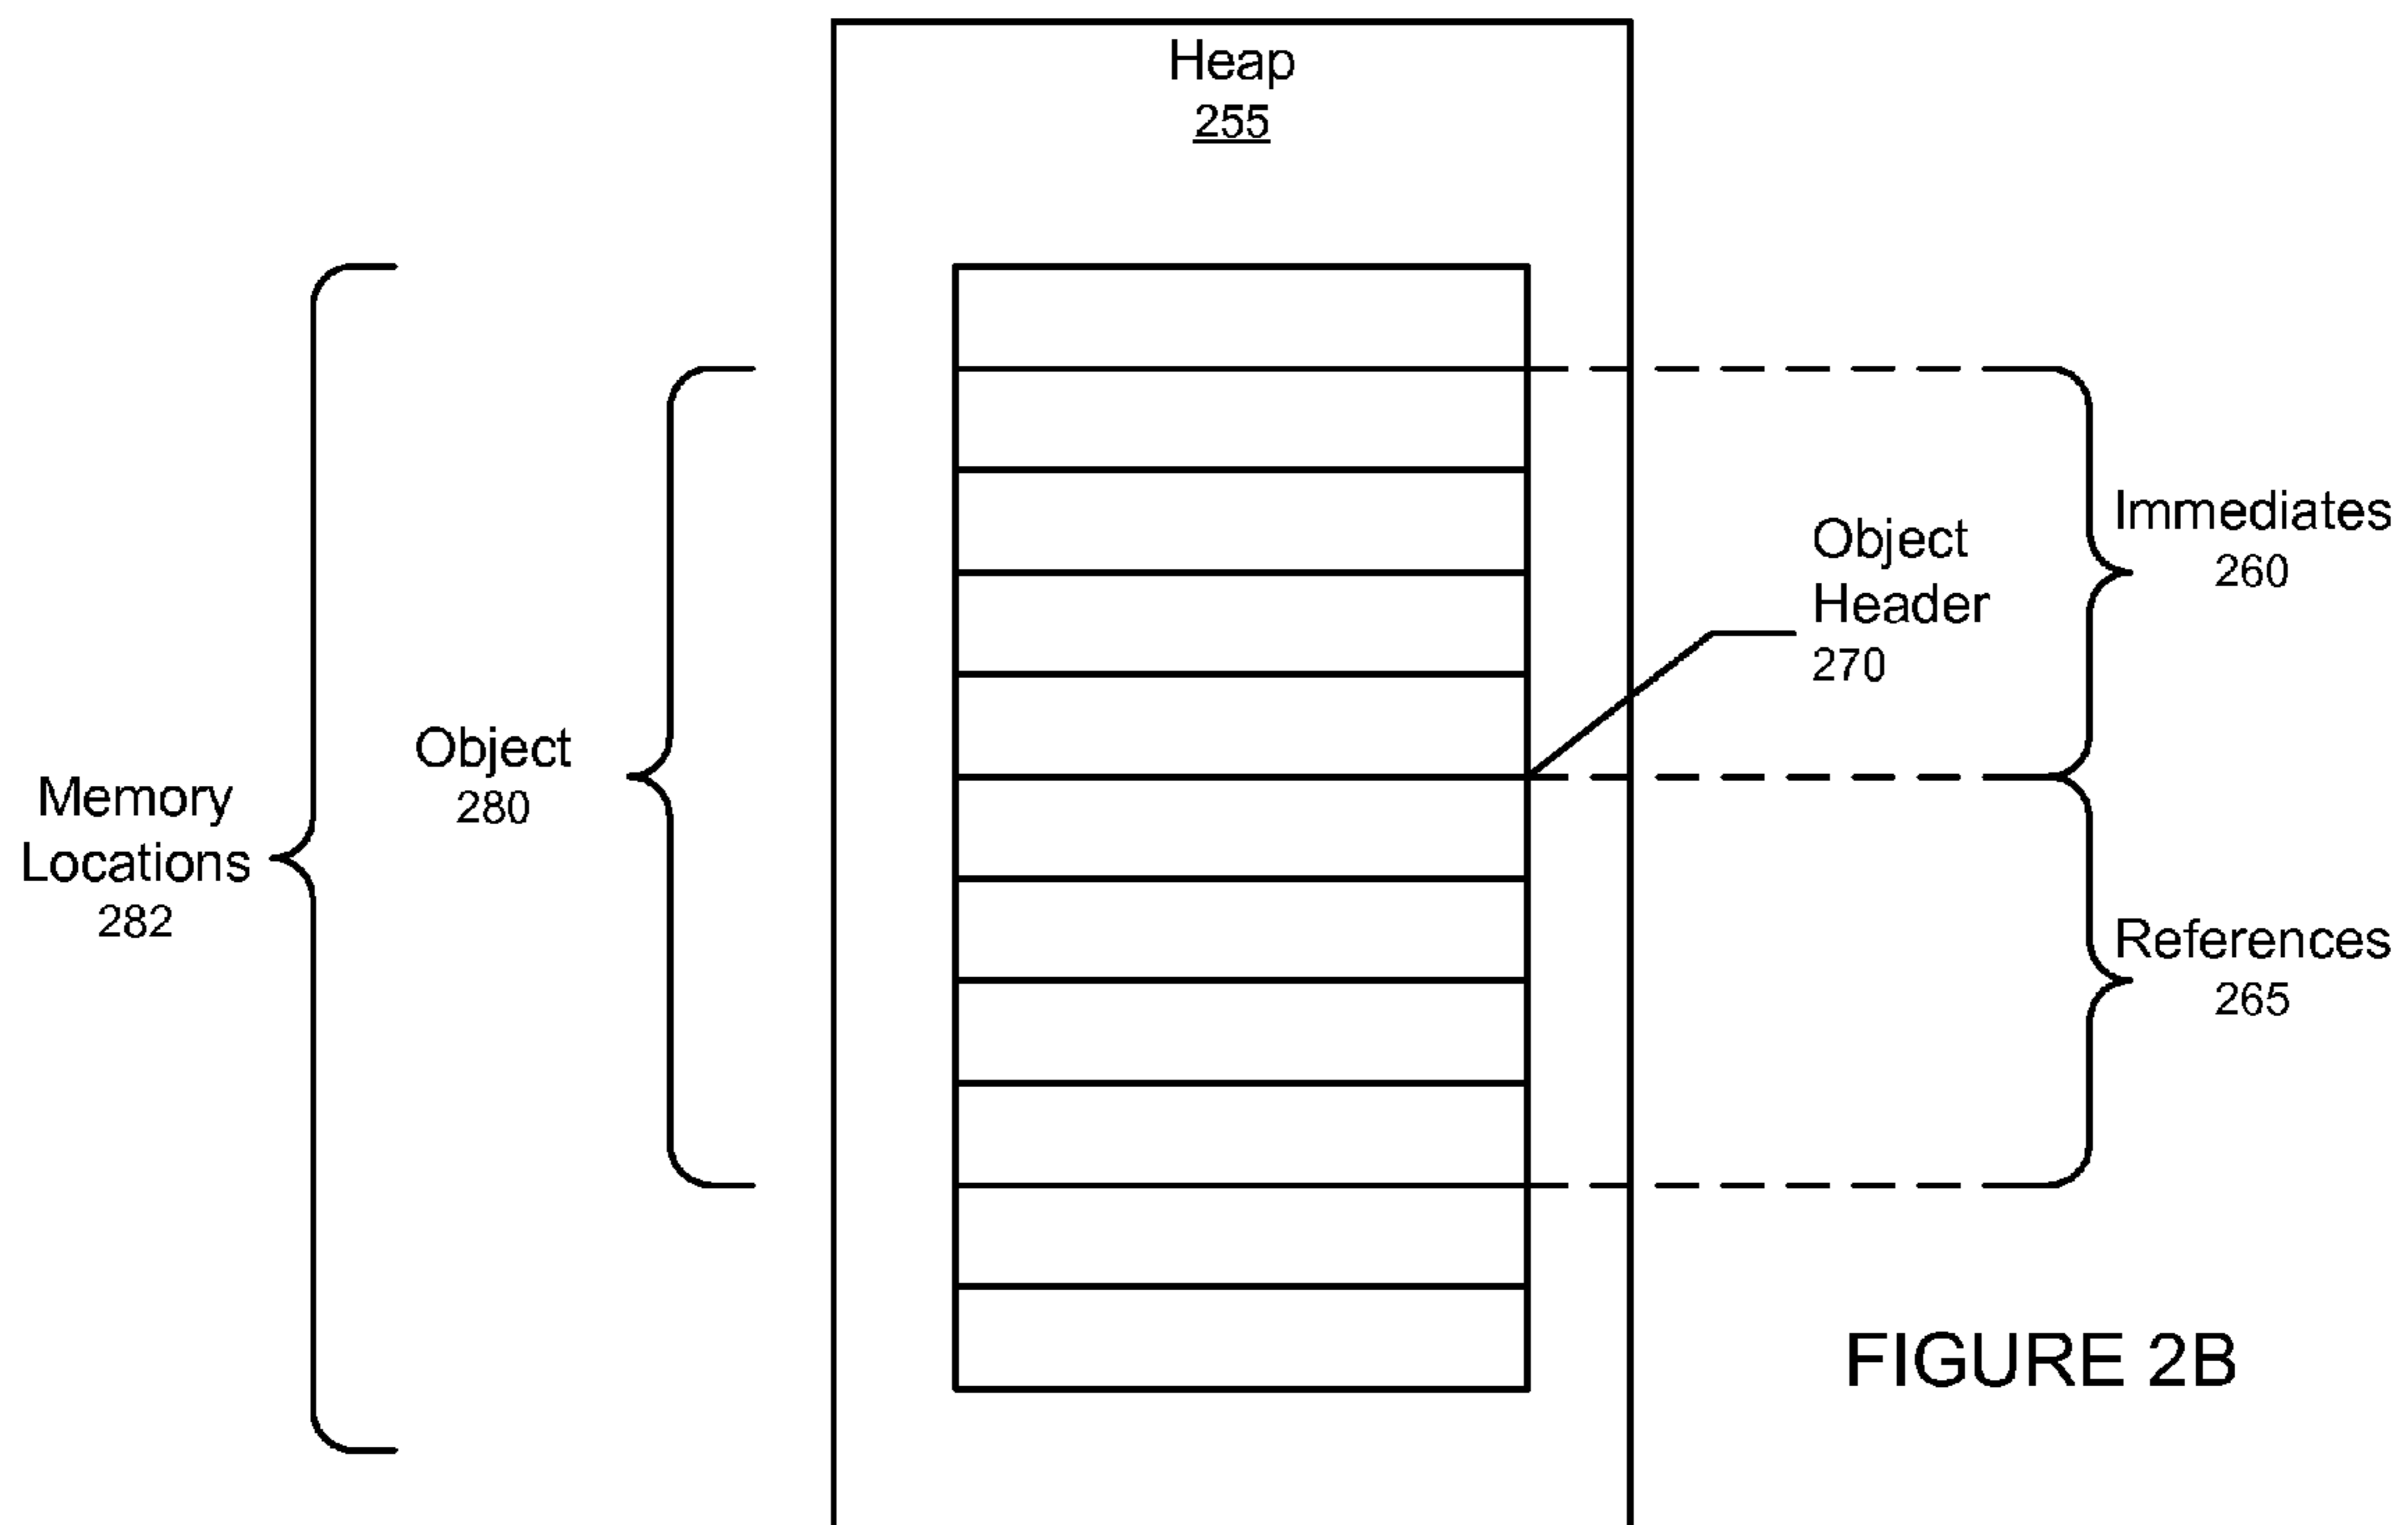 Heap
255
Immediates
260
Object
Header
270
Object
280
Memory
Locations
282
References
265
FIGURE 2B